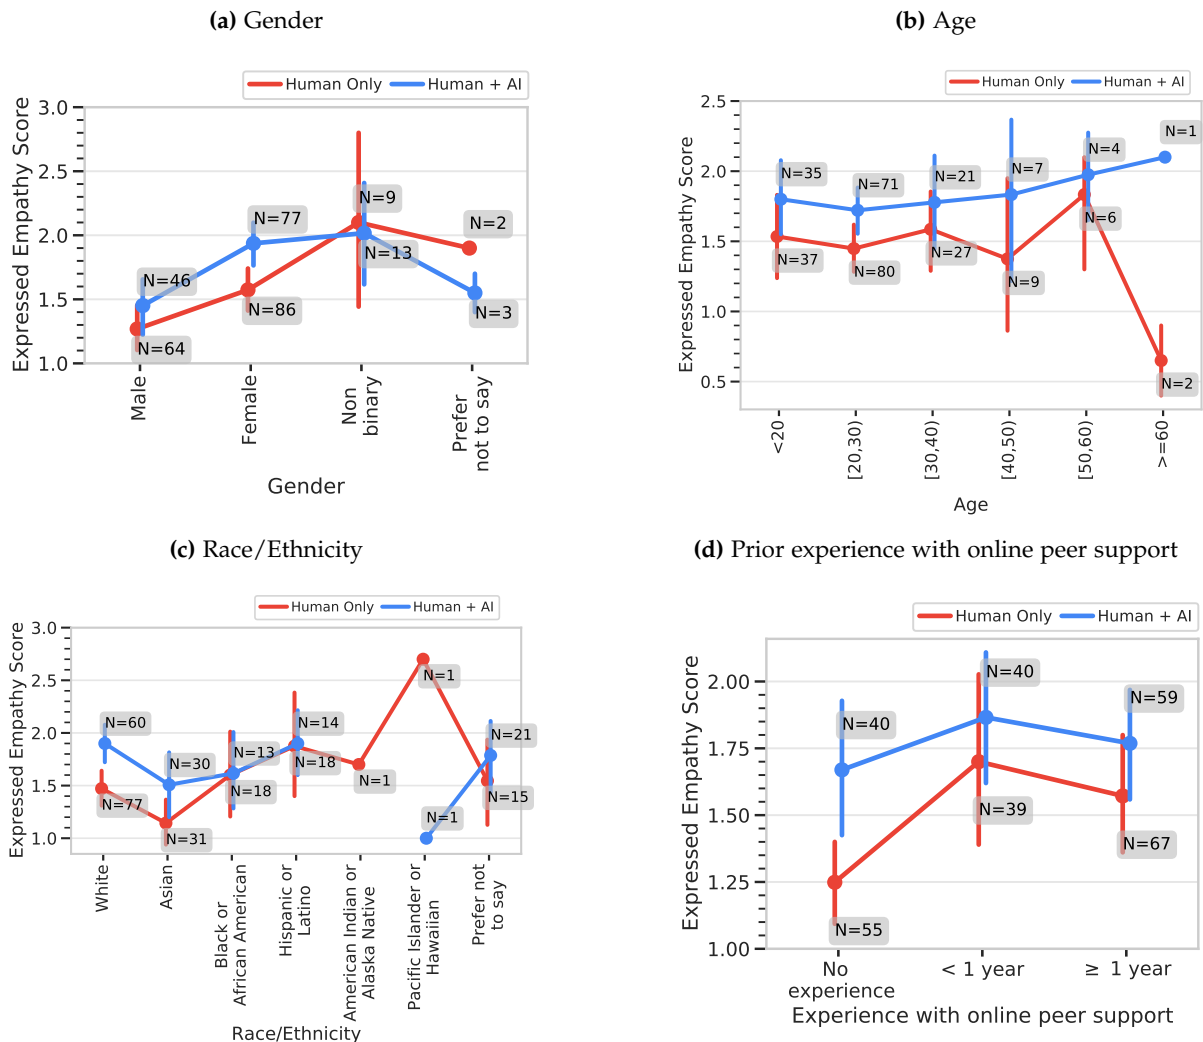 (a) Gender
Human Only
Human + AI
Expressed Empathy Score
3.0
2.5
2.0
1.5
1.0
N=46
N=64
N=77
N=86
N=9
N=13
N=2
N=3
Male
Female
Non
binary
Prefer
not to say
Gender
(b) Age
Human Only
Human + AI
Expressed Empathy Score
2.5
2.0
1.5
1.0
0.5
N=35
N=37
N=71
N=80
N=21
N=27
N=7
N=9
N=4
N=6
N=1
N=2
<20
[20,30)
[30,40)
[40,50)
[50,60)
>=60
Age
(c) Race/Ethnicity
Human Only
Human + AI
Expressed Empathy Score
3.0
2.5
2.0
1.5
1.0
N=60
N=77
N=30
N=31
N=13
N=18
N=14
N=18
N=1
N=1
N=1
N=21
N=15
White
Asian
Black or
African American
Hispanic or
Latino
American Indian or
Alaska Native
Pacific Islander or
Hawaiian
Prefer not
to say
Race/Ethnicity
(d) Prior experience with online peer support
Human Only
Human + AI
Expressed Empathy Score
2.00
1.75
1.50
1.25
1.00
N=40
N=55
N=40
N=39
N=59
N=67
No
experience
< 1 year
≥ 1 year
Experience with online peer support